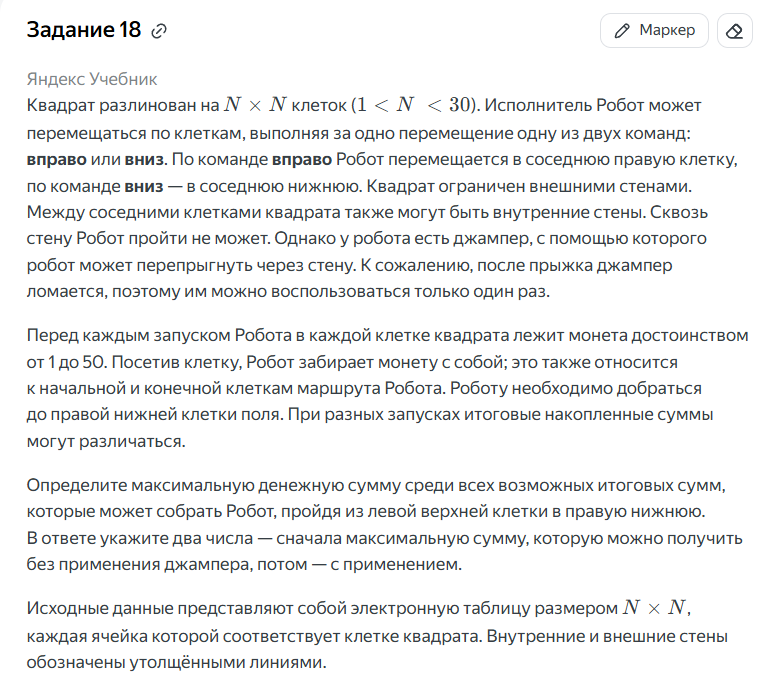 Задание 18
Маркер
Яндекс Учебник
Квадрат разлинован на N × N клеток (1 < N < 30). Исполнитель Робот может
перемещаться по клеткам, выполняя за одно перемещение одну из двух команд:
вправо или вниз. По команде вправо Робот перемещается в соседнюю правую клетку,
по команде вниз — в соседнюю нижнюю. Квадрат ограничен внешними стенами.
Между соседними клетками квадрата также могут быть внутренние стены. Сквозь
стену Робот пройти не может. Однако у робота есть джампер, с помощью которого
робот может перепрыгнуть через стену. К сожалению, после прыжка джампер
ломается, поэтому им можно воспользоваться только один раз.
Перед каждым запуском Робота в каждой клетке квадрата лежит монета достоинством
от 1 до 50. Посетив клетку, Робот забирает монету с собой; это также относится
к начальной и конечной клеткам маршрута Робота. Роботу необходимо добраться
до правой нижней клетки поля. При разных запусках итоговые накопленные суммы
могут различаться.
Определите максимальную денежную сумму среди всех возможных итоговых сумм,
которые может собрать Робот, пройдя из левой верхней клетки в правую нижнюю.
В ответе укажите два числа — сначала максимальную сумму, которую можно получить
без применения джампера, потом — с применением.
Исходные данные представляют собой электронную таблицу размером N × N,
каждая ячейка которой соответствует клетке квадрата. Внутренние и внешние стены
обозначены утолщёнными линиями.